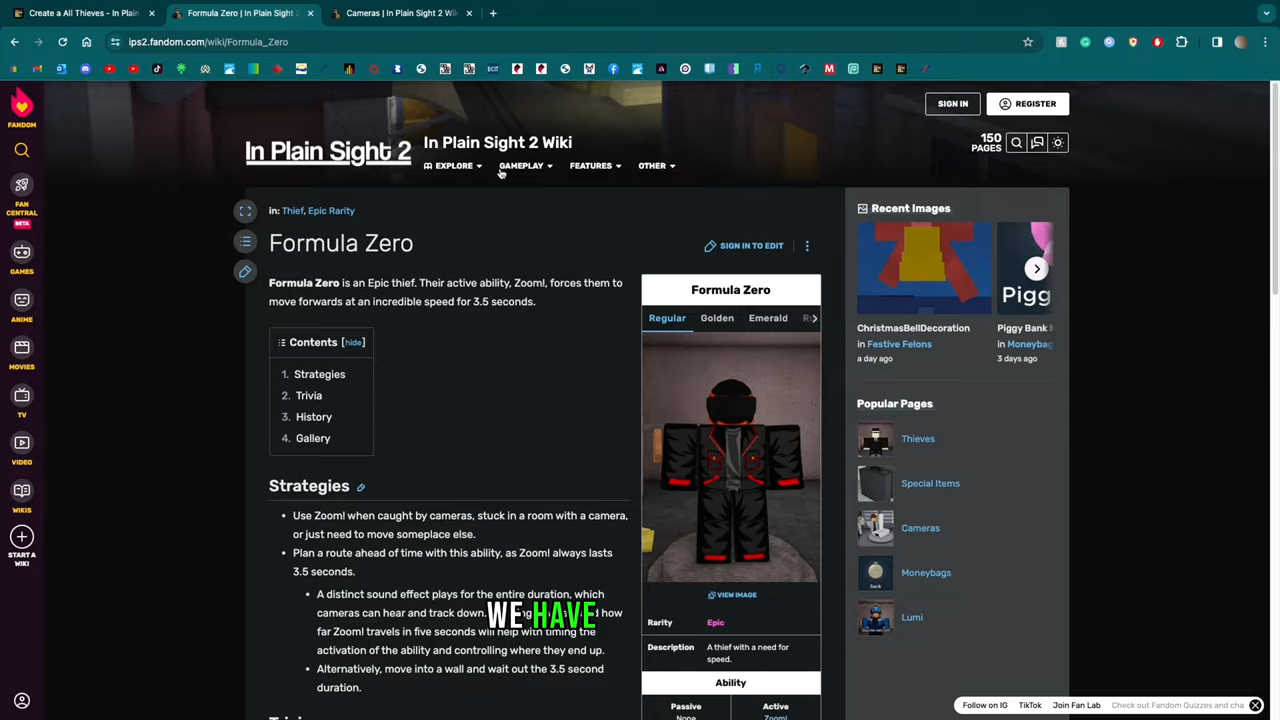 Create a All Thieves - In Plain
Formula Zero | In Plain Sight 2
Cameras | In Plain Sight 2 Wiki
ips2.fandom.com/wiki/Formula_Zero
FANDOM
FAN CENTRAL
BETA
GAMES
ANIME
MOVIES
TV
VIDEO
WIKIS
START A WIKI
SIGN IN
REGISTER
In Plain Sight 2
In Plain Sight 2 Wiki
EXPLORE
GAMEPLAY
FEATURES
OTHER
150 PAGES
in: Thief, Epic Rarity
Formula Zero
SIGN IN TO EDIT
Formula Zero is an Epic thief. Their active ability, Zoom!, forces them to
move forwards at an incredible speed for 3.5 seconds.
Contents [hide]
1. Strategies
2. Trivia
3. History
4. Gallery
Strategies
Use Zoom! when caught by cameras, stuck in a room with a camera,
or just need to move someplace else.
Plan a route ahead of time with this ability, as Zoom! always lasts
3.5 seconds.
A distinct sound effect plays for the entire duration, which
cameras can hear and track down. how
far Zoom! travels in five seconds will help with timing the
activation of the ability and controlling where they end up.
Alternatively, move into a wall and wait out the 3.5 second
duration.
WE HAVE
Formula Zero
Regular
Golden
Emerald
VIEW IMAGE
Rarity Epic
Description A thief with a need for
speed.
Ability
Passive Active
None Zoom!
Recent Images
Pigg
ChristmasBellDecoration
in Festive Felons
a day ago
Piggy Bank
in Moneybag
3 days ago
Popular Pages
Thieves
Special Items
Cameras
Sack
Moneybags
Lumi
Follow on IG
TikTok
Join Fan Lab
Check out Fandom Quizzes and cha